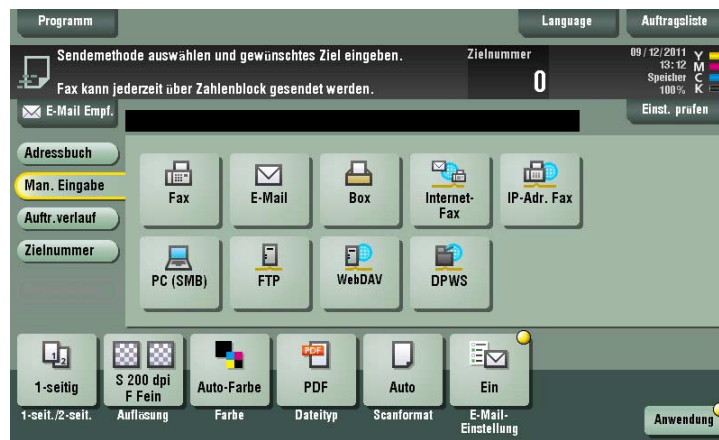 Programm
Language
Auftragsliste
Sendemethode auswählen und gewünschtes Ziel eingeben.
Fax kann jederzeit über Zahlenblock gesendet werden.
Zielnummer
0
09/12/2011
13:12
Speicher
100%
Y
M
C
K
E-Mail Empf.
Einst. prüfen
Adressbuch
Man. Eingabe
Auftr.verlauf
Zielnummer
Fax
E-Mail
Box
Internet-
Fax
IP-Adr. Fax
PC (SMB)
FTP
WebDAV
DPWS
1 2
1-seitig
S 200 dpi
F Fein
Auto-Farbe
PDF
PDF
Auto
Ein
1-seit./2-seit.
Auflösung
Farbe
Dateityp
Scanformat
E-Mail-
Einstellung
Anwendung